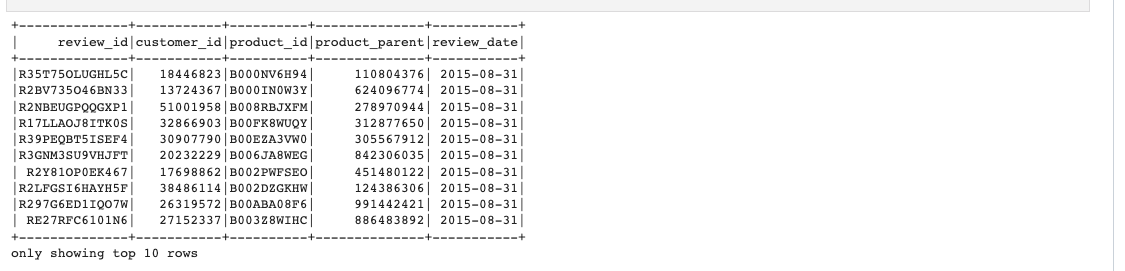 +--------------+-----------+----------+--------------+-----------+
|     review_id|customer_id|product_id|product_parent|review_date|
+--------------+-----------+----------+--------------+-----------+
|R35T75OLUGHL5C|   18446823|B000NV6H94|     110804376| 2015-08-31|
|R2BV735O46BN33|   13724367|B000IN0W3Y|     624096774| 2015-08-31|
|R2NBEUGPQQGXP1|   51001958|B008RBJXFM|     278970944| 2015-08-31|
|R17LLAOJ8ITK0S|   32866903|B00FK8WUQY|     312877650| 2015-08-31|
|R39PEQBT5ISEF4|   30907790|B00EZA3VW0|     305567912| 2015-08-31|
|R3GNM3SU9VHJFT|   20232229|B006JA8WEG|     842306035| 2015-08-31|
| R2Y81OP0EK467|   17698862|B002PWFSEO|     451480122| 2015-08-31|
|R2LFGSI6HAYH5F|   38486114|B002DZGKHW|     124386306| 2015-08-31|
|R297G6ED1IQO7W|   26319572|B00ABA08F6|     991442421| 2015-08-31|
| RE27RFC6101N6|   27152337|B003Z8WIHC|     886483892| 2015-08-31|
+--------------+-----------+----------+--------------+-----------+
only showing top 10 rows